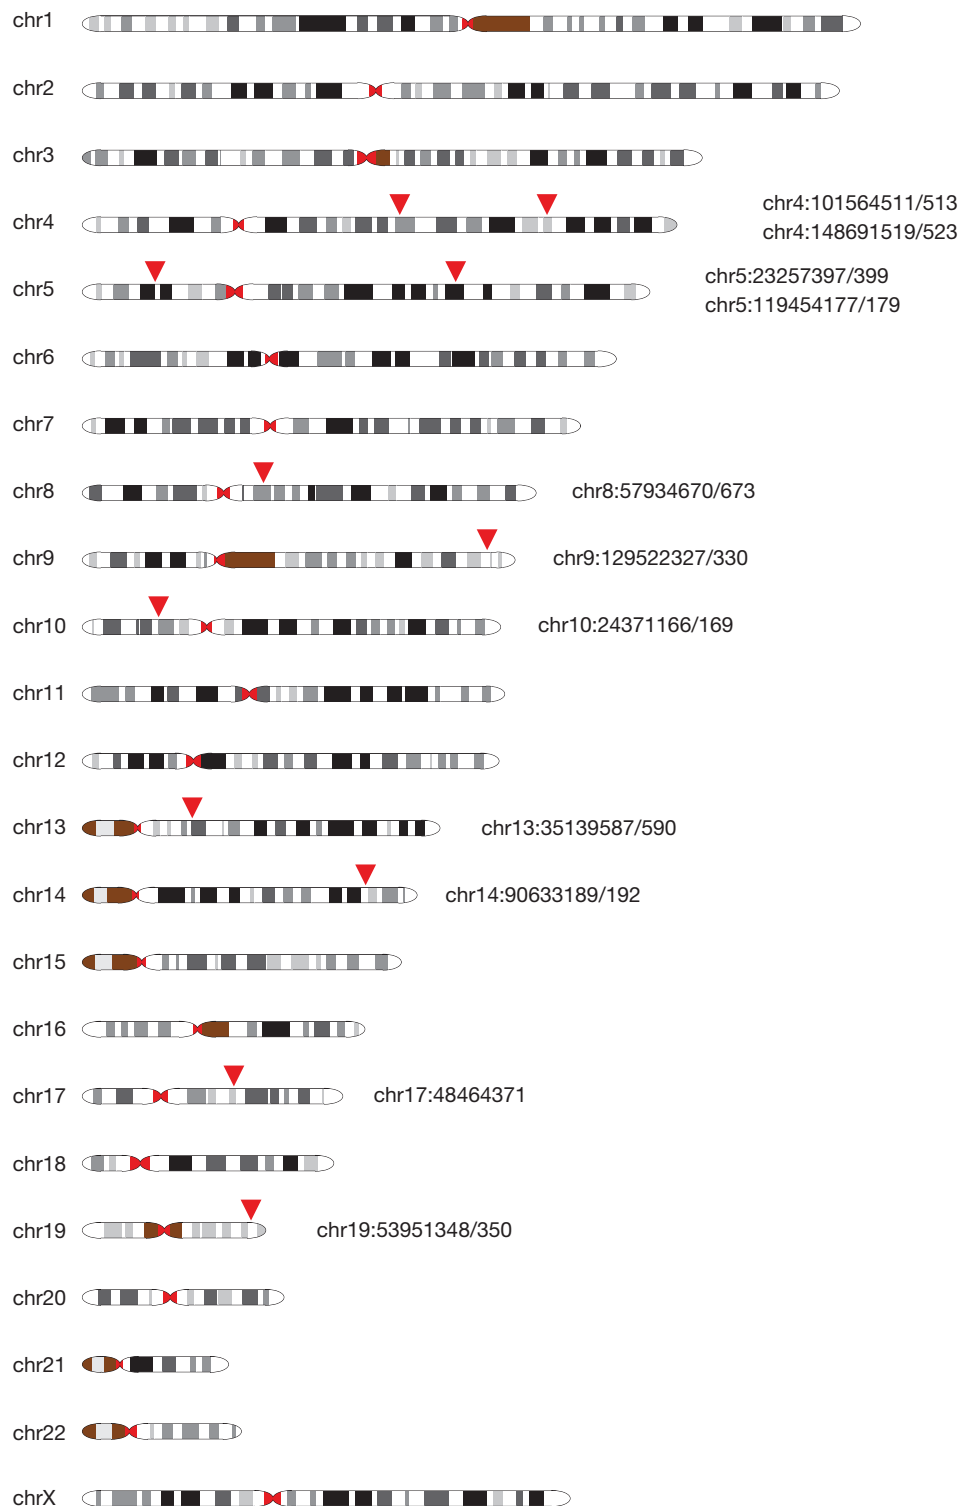 chr1
chr2
chr3
chr4
chr4:101564511/513
chr4:148691519/523
chr5
chr5:23257397/399
chr5:119454177/179
chr6
chr7
chr8
chr8:57934670/673
chr9
chr9:129522327/330
chr10
chr10:24371166/169
chr11
chr12
chr13
chr13:35139587/590
chr14
chr14:90633189/192
chr15
chr16
chr17
chr17:48464371
chr18
chr19
chr19:53951348/350
chr20
chr21
chr22
chrX